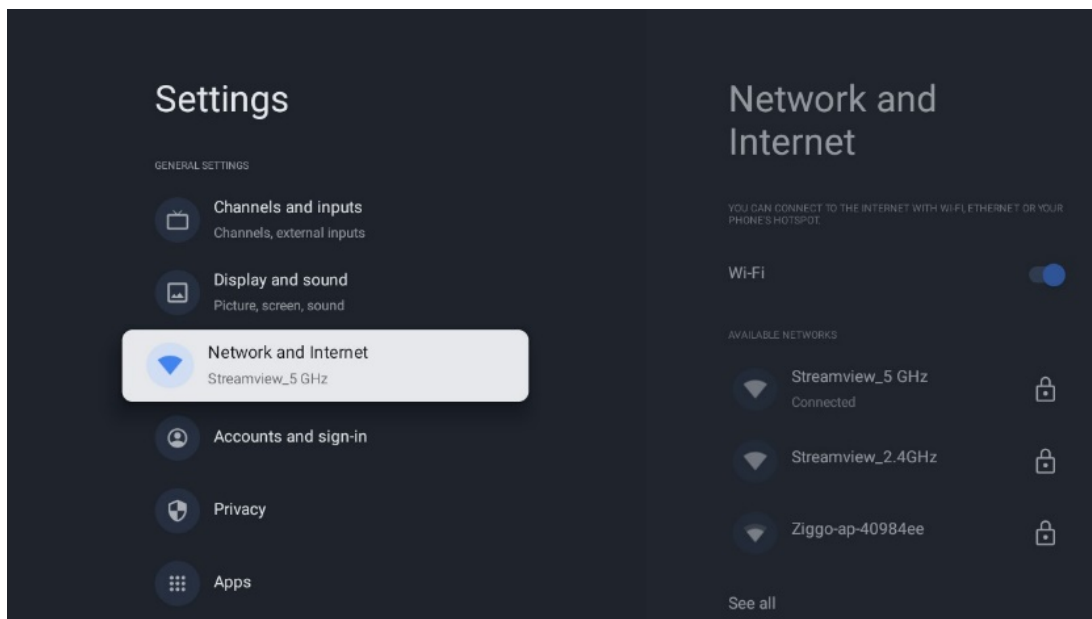 Settings
GENERAL SETTINGS
Channels and inputs
Channels, external inputs
Display and sound
Picture, screen, sound
Network and Internet
Streamview_5 GHz
Accounts and sign-in
Privacy
Apps
Network and
Internet
YOU CAN CONNECT TO THE INTERNET WITH WI-FI, ETHERNET OR YOUR
PHONE'S HOTSPOT.
Wi-Fi
AVAILABLE NETWORKS
Streamview_5 GHz
Connected
Streamview_2.4GHz
Ziggo-ap-40984ee
See all